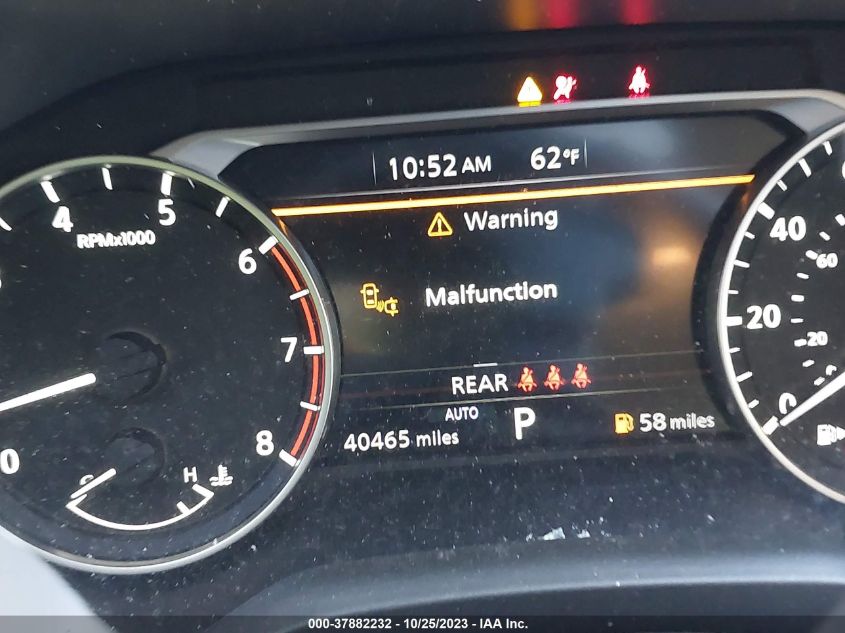 10:52 AM 62°F
Warning
Malfunction
REAR
AUTO
40465 miles P 58 miles
4 5 6 7 8 0
RPMx1000
C H
40 20 0
60 20
000-37882232 - 10/25/2023 - IAA Inc.